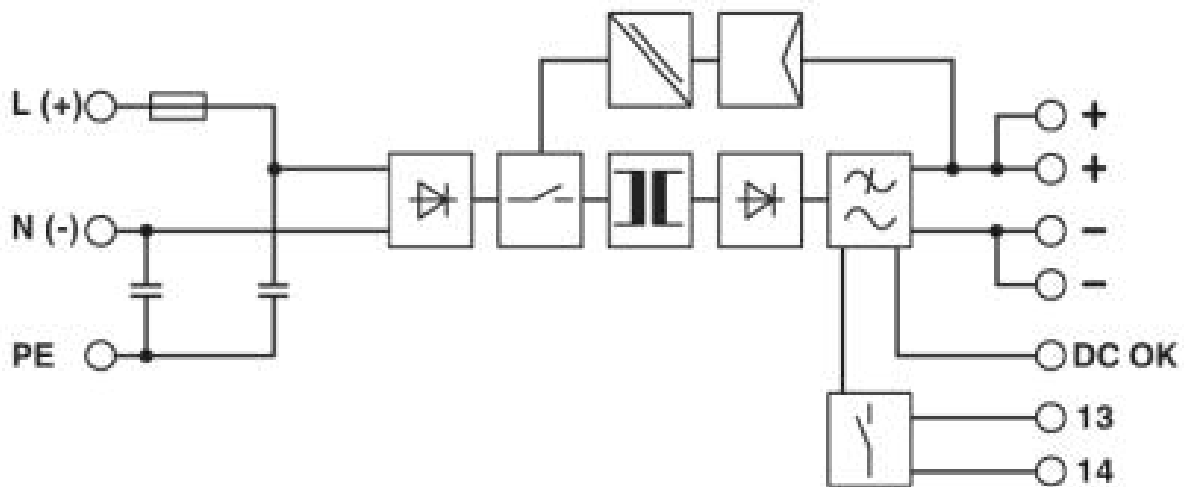 L (+)
N (-)
PE
+
+
–
–
DC OK
13
14